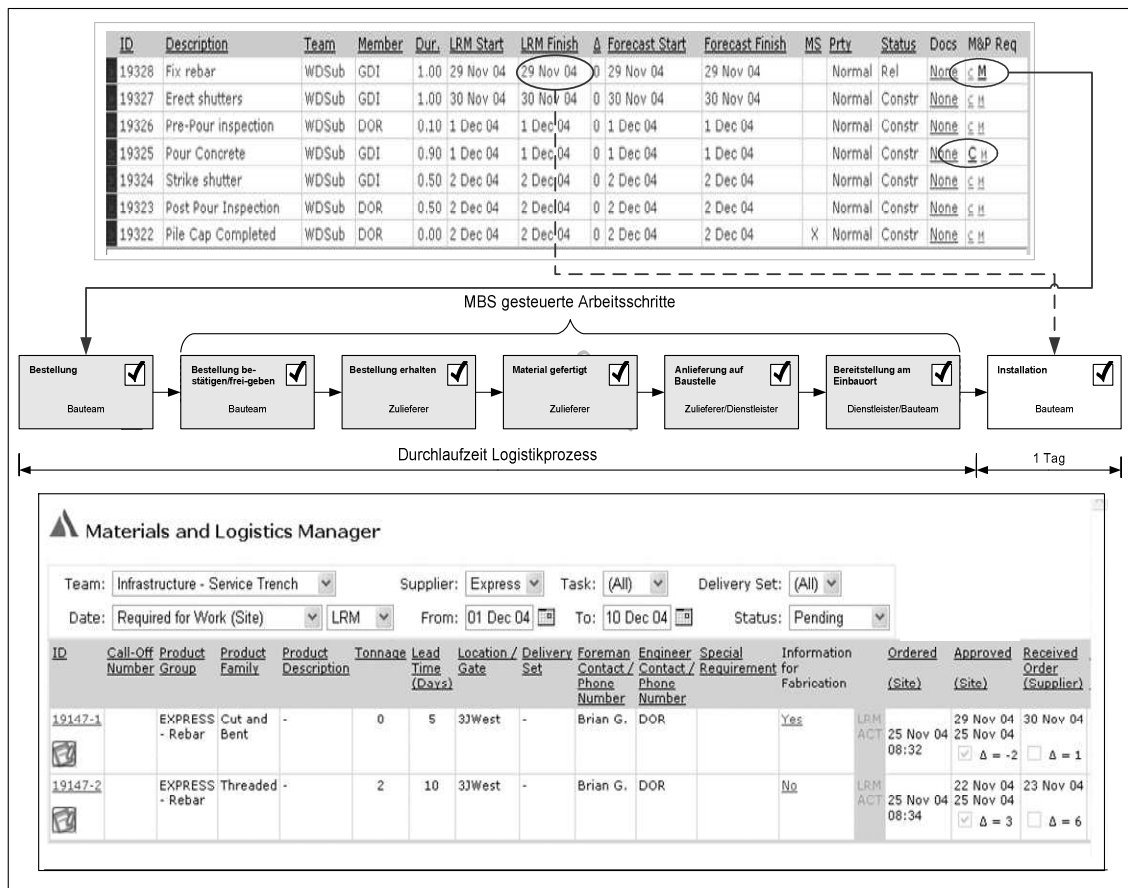 ID Description Team Member Dur. LRM Start LRM Finish Δ Forecast Start Forecast Finish MS Prty Status Docs M&P Req
19328 Fix rebar WDSub GDI 1.00 29 Nov 04 29 Nov 04 0 29 Nov 04 29 Nov 04 Normal Rel None C M
19327 Erect shutters WDSub GDI 1.00 30 Nov 04 30 Nov 04 0 30 Nov 04 30 Nov 04 Normal Constr None C M
19326 Pre-Pour inspection WDSub DOR 0.10 1 Dec 04 1 Dec 04 0 1 Dec 04 1 Dec 04 Normal Constr None C M
19325 Pour Concrete WDSub GDI 0.90 1 Dec 04 1 Dec 04 0 1 Dec 04 1 Dec 04 Normal Constr None C M
19324 Strike shutter WDSub GDI 0.50 2 Dec 04 2 Dec 04 0 2 Dec 04 2 Dec 04 Normal Constr None C M
19323 Post Pour Inspection WDSub DOR 0.50 2 Dec 04 2 Dec 04 0 2 Dec 04 2 Dec 04 Normal Constr None C M
19322 Pile Cap Completed WDSub DOR 0.00 2 Dec 04 2 Dec 04 0 2 Dec 04 2 Dec 04 X Normal Constr None C M
MBS gesteuerte Arbeitsschritte
Bestellung
Bauteam
Bestellung be-
stätigen/frei-geben
Bauteam
Bestellung erhalten
Zulieferer
Material gefertigt
Zulieferer
Anlieferung auf
Baustelle
Zulieferer/Dienstleister
Bereitstellung am
Einbauort
Dienstleister/Bauteam
Installation
Bauteam
Durchlaufzeit Logistikprozess
1 Tag
Materials and Logistics Manager
Team: Infrastructure - Service Trench Supplier: Express Task: (All) Delivery Set: (All)
Date: Required for Work (Site) LRM From: 01 Dec 04 To: 10 Dec 04 Status: Pending
ID Call-Off Product Product Product Tonnage Lead Location / Delivery Foreman Engineer Special Information Ordered Approved Received
Number Group Family Description Time Gate Set Contact / Contact / Requirement for Order
(Days) Phone Phone Fabrication (Site) (Site) (Supplier)
Number Number
19147-1 EXPRESS Cut and - 0 5 3JWest - Brian G. DOR Yes LRM 29 Nov 04 30 Nov 04
- Rebar Bent ACT 25 Nov 04 25 Nov 04
08:32 Δ = -2 Δ = 1
19147-2 EXPRESS Threaded - 2 10 3JWest - Brian G. DOR No LRM 22 Nov 04 23 Nov 04
- Rebar ACT 25 Nov 04 25 Nov 04
08:34 Δ = 3 Δ = 6